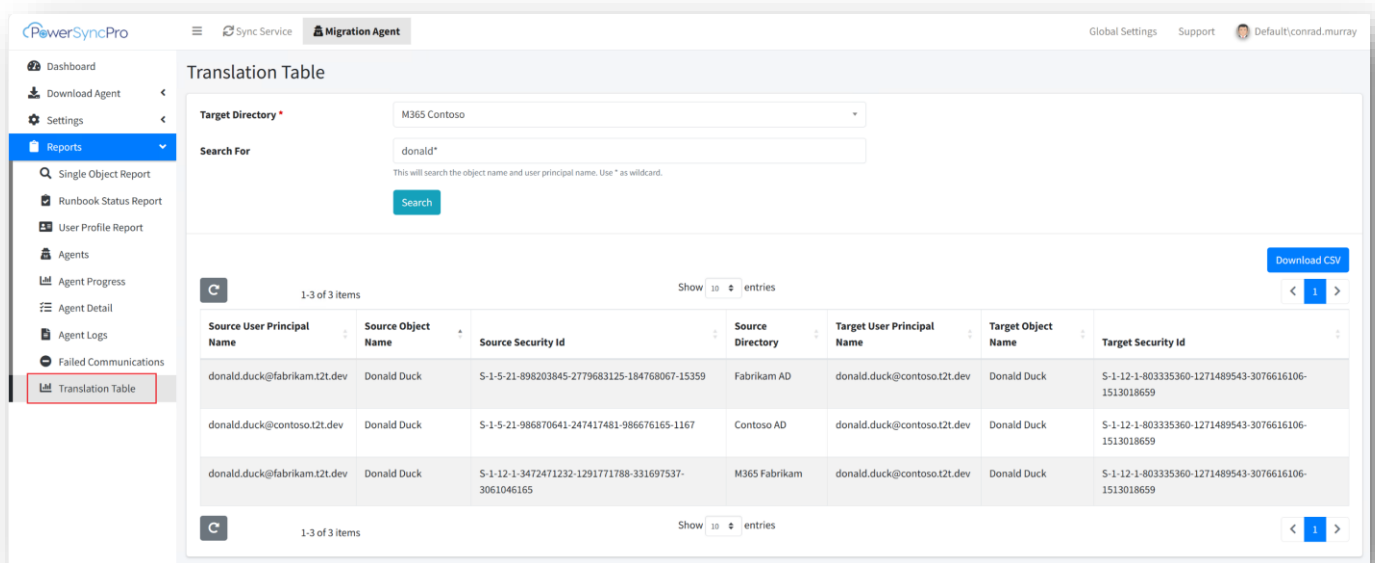 PowerSyncPro
Sync Service
Migration Agent
Global Settings
Support
Default\conrad.murray
Dashboard
Download Agent
Settings
Reports
Single Object Report
Runbook Status Report
User Profile Report
Agents
Agent Progress
Agent Detail
Agent Logs
Failed Communications
Translation Table
Translation Table
Target Directory *
M365 Contoso
Search For
donald*
This will search the object name and user principal name. Use * as wildcard.
Search
Download CSV
1-3 of 3 items
Show 10 entries
< 1 >
Source User Principal
Name
Source Object
Name
Source Security Id
Source
Directory
Target User Principal
Name
Target Object
Name
Target Security Id
donald.duck@fabrikam.t2t.dev
Donald Duck
S-1-5-21-898203845-2779683125-184768067-15359
Fabrikam AD
donald.duck@contoso.t2t.dev
Donald Duck
S-1-12-1-803335360-1271489543-3076616106-
1513018659
donald.duck@contoso.t2t.dev
Donald Duck
S-1-5-21-986870641-247417481-986676165-1167
Contoso AD
donald.duck@contoso.t2t.dev
Donald Duck
S-1-12-1-803335360-1271489543-3076616106-
1513018659
donald.duck@fabrikam.t2t.dev
Donald Duck
S-1-12-1-3472471232-1291771788-331697537-
3061046165
M365 Fabrikam
donald.duck@contoso.t2t.dev
Donald Duck
S-1-12-1-803335360-1271489543-3076616106-
1513018659
1-3 of 3 items
Show 10 entries
< 1 >